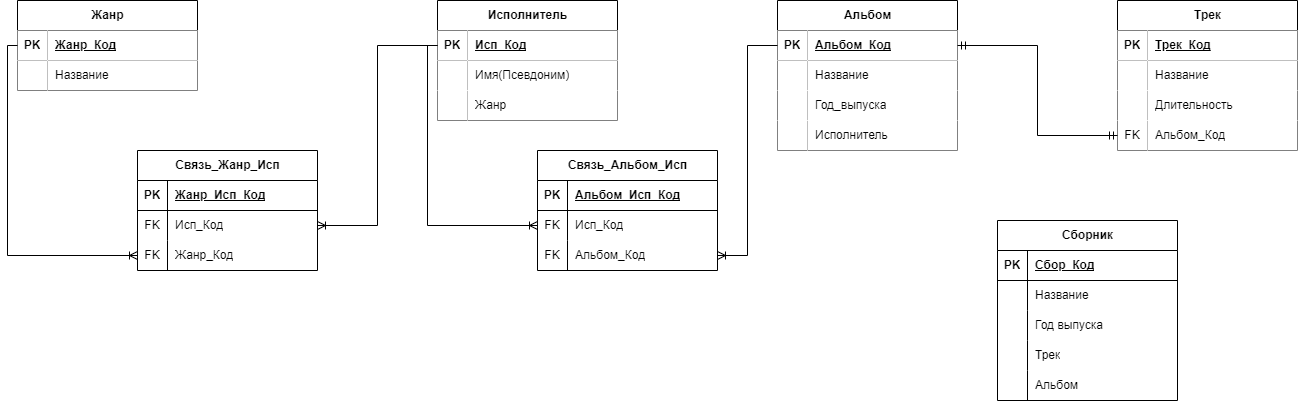 Жанр
PK Жанр_Код
Название
Исполнитель
PK Исп_Код
Имя(Псевдоним)
Жанр
Альбом
PK Альбом_Код
Название
Год_выпуска
Исполнитель
Трек
PK Трек_Код
Название
Длительность
FK Альбом_Код
Связь_Жанр_Исп
PK Жанр_Исп_Код
FK Исп_Код
FK Жанр_Код
Связь_Альбом_Исп
PK Альбом_Исп_Код
FK Исп_Код
FK Альбом_Код
Сборник
PK Сбор_Код
Название
Год выпуска
Трек
Альбом